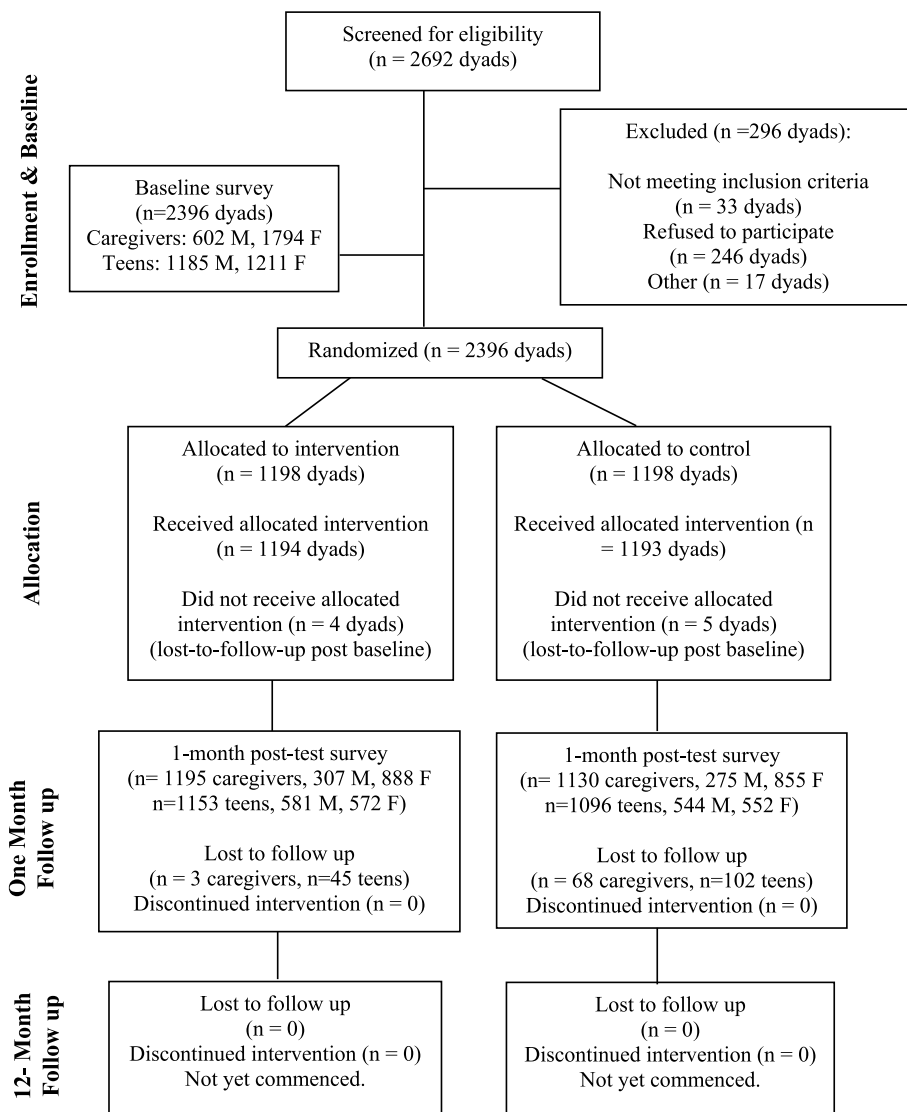 Enrollment & Baseline
Screened for eligibility
(n = 2692 dyads)
Excluded (n =296 dyads):
Not meeting inclusion criteria
(n = 33 dyads)
Refused to participate
(n = 246 dyads)
Other (n = 17 dyads)
Baseline survey
(n=2396 dyads)
Caregivers: 602 M, 1794 F
Teens: 1185 M, 1211 F
Randomized (n = 2396 dyads)
Allocation
Allocated to intervention
(n = 1198 dyads)
Received allocated intervention
(n = 1194 dyads)
Did not receive allocated
intervention (n = 4 dyads)
(lost-to-follow-up post baseline)
Allocated to control
(n = 1198 dyads)
Received allocated intervention (n
= 1193 dyads)
Did not receive allocated
intervention (n = 5 dyads)
(lost-to-follow-up post baseline)
One Month
Follow up
1-month post-test survey
(n= 1195 caregivers, 307 M, 888 F
n=1153 teens, 581 M, 572 F)
Lost to follow up
(n = 3 caregivers, n=45 teens)
Discontinued intervention (n = 0)
1-month post-test survey
(n= 1130 caregivers, 275 M, 855 F
n=1096 teens, 544 M, 552 F)
Lost to follow up
(n = 68 caregivers, n=102 teens)
Discontinued intervention (n = 0)
12- Month
Follow up
Lost to follow up
(n = 0)
Discontinued intervention (n = 0)
Not yet commenced.
Lost to follow up
(n = 0)
Discontinued intervention (n = 0)
Not yet commenced.